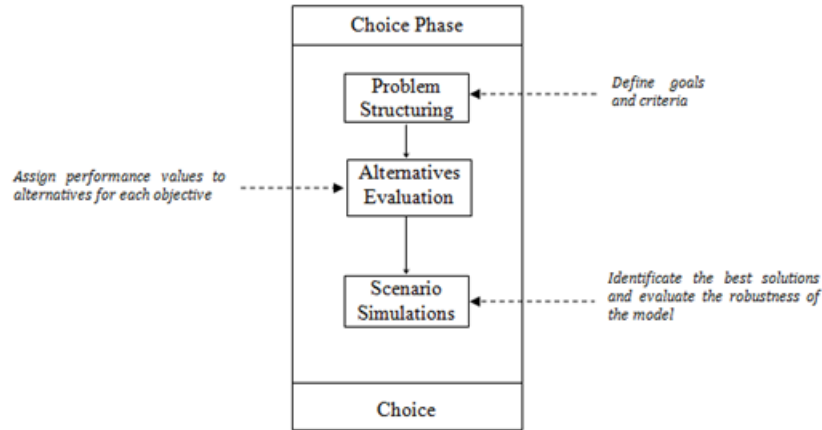 Choice Phase
Problem
Structuring
Define goals
and criteria
Assign performance values to
alternatives for each objective
Alternatives
Evaluation
Scenario
Simulations
Identificate the best solutions
and evaluate the robustness of
the model
Choice